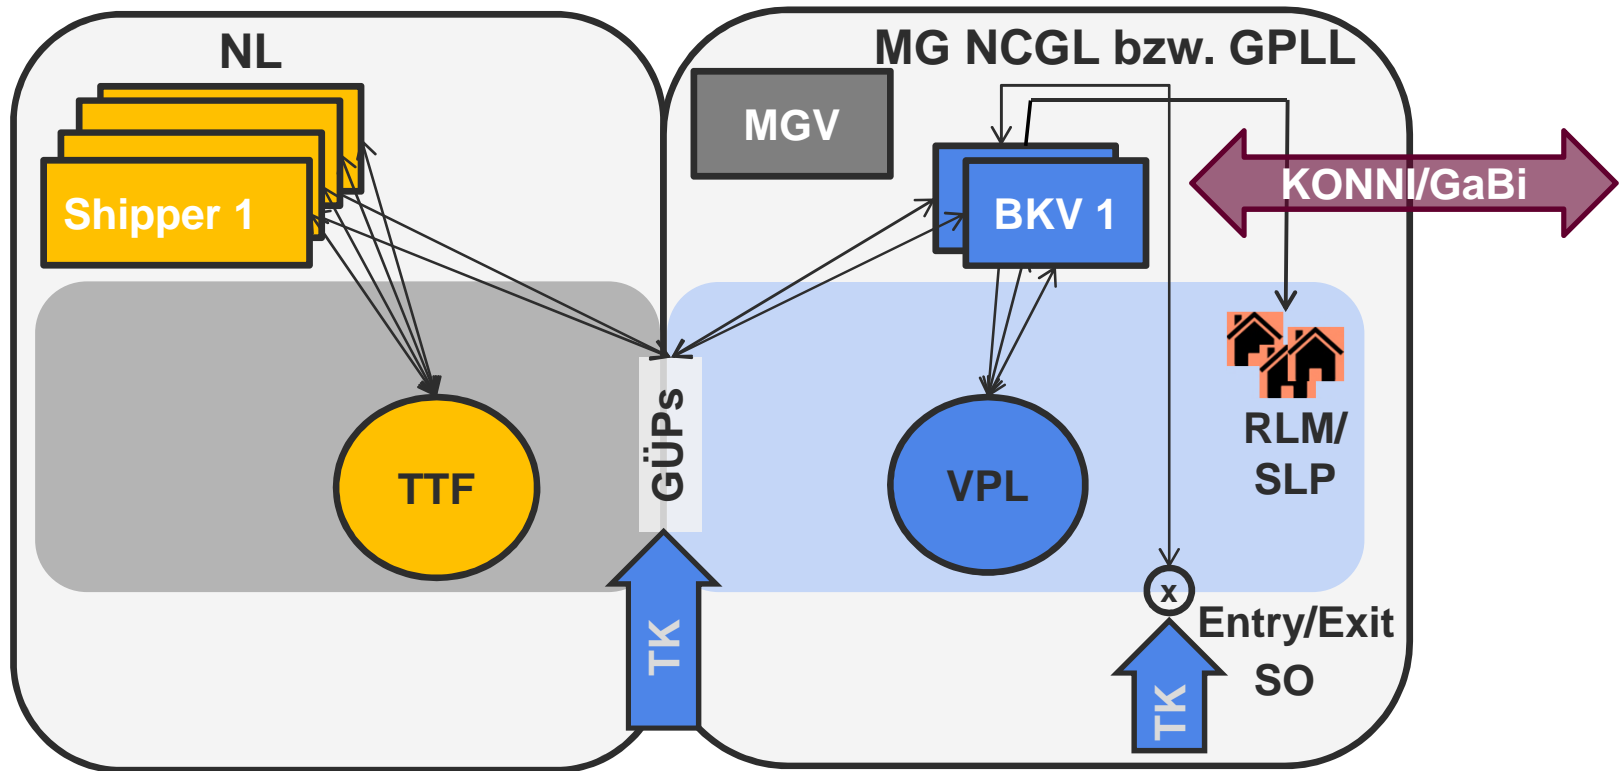 NL
MG NCGL bzw. GPLL
MGV
Shipper 1
BKV 1
KONNI/GaBi
GÜPs
TTF
VPL
RLM/
SLP
x
Entry/Exit
SO
TK
TK